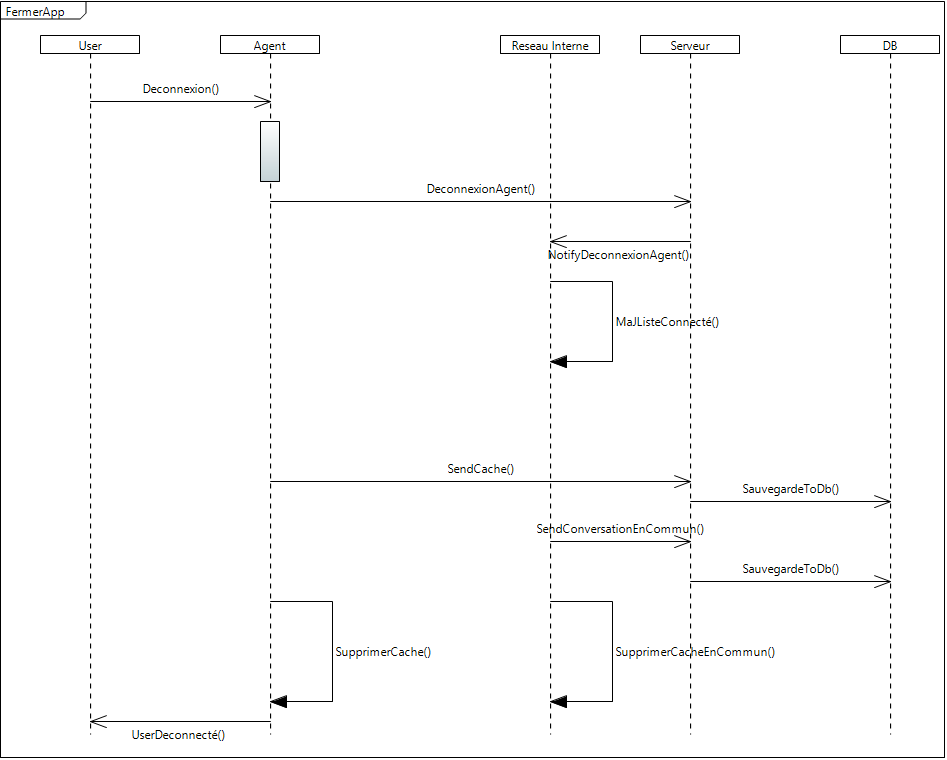 FermerApp
User
Agent
Reseau Interne
Serveur
DB
Deconnexion()
DeconnexionAgent()
NotifyDeconnexionAgent()
MaJListeConnecté()
SendCache()
SauvegardeToDb()
SendConversationEnCommun()
SauvegardeToDb()
SupprimerCache()
SupprimerCacheEnCommun()
UserDeconnecté()